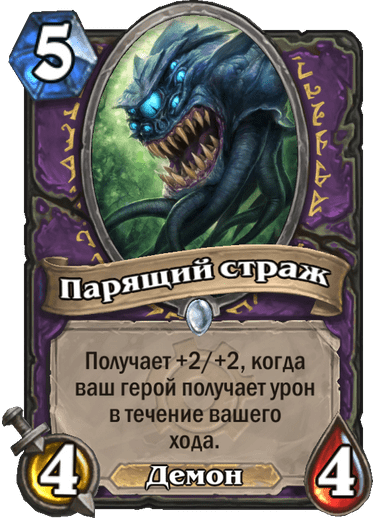 5
Парящий страж
Получает +2/+2, когда
ваш герой получает урон
в течение вашего
хода.
4
Демон
4